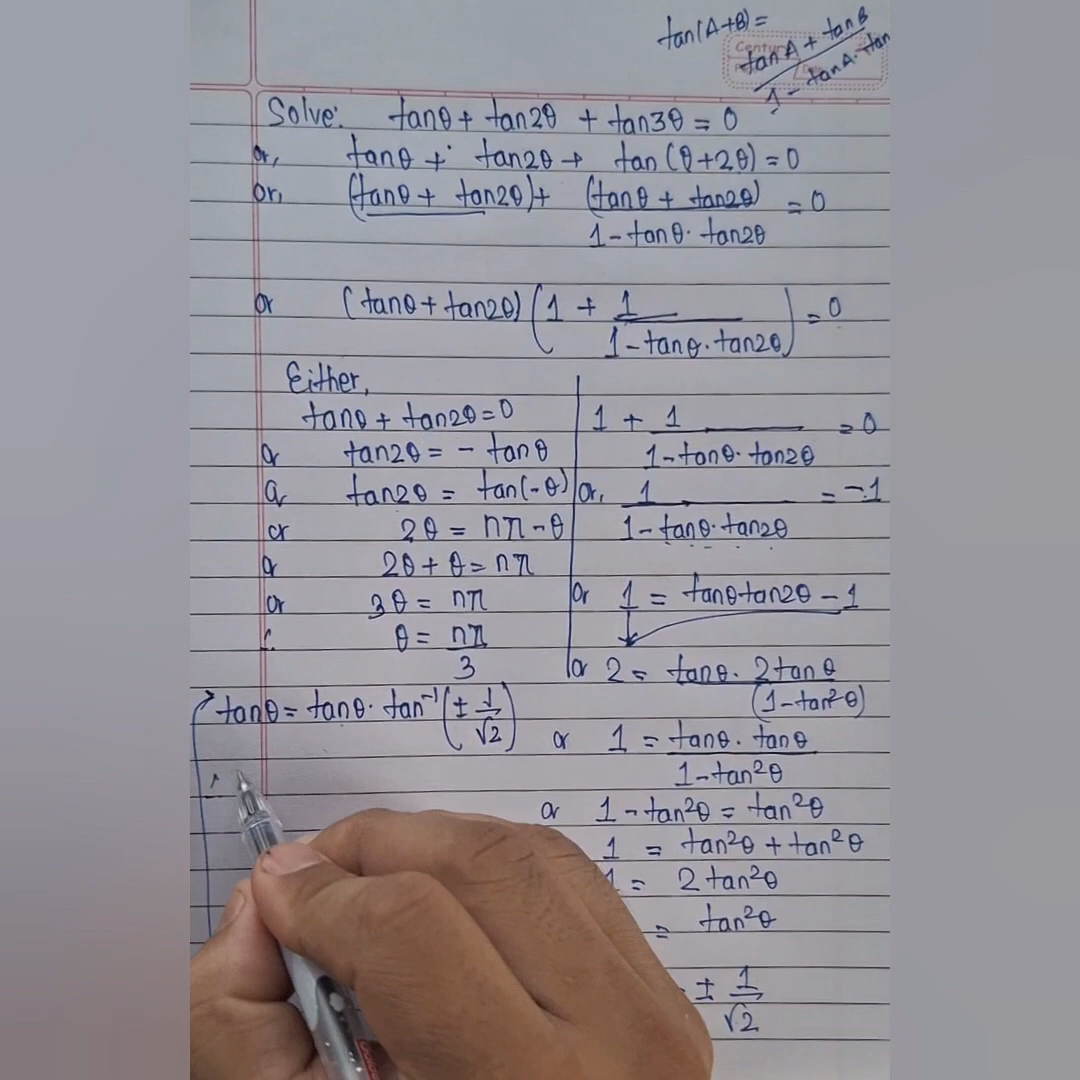 tan(A+B) =
tanA + tanB
1 - tanA. tan
Solve: tanθ + tan2θ + tan3θ = 0
or, tanθ + tan2θ + tan (θ+2θ) = 0
or, (tanθ + tan2θ) + (tanθ + tan2θ) = 0
1 - tanθ· tan2θ
or (tanθ + tan2θ) (1 + 1 ) = 0
1 - tanθ. tan2θ
Either,
tanθ + tan2θ = 0
or tan2θ = - tanθ
or tan2θ = tan(-θ)
or 2θ = nπ - θ
or 2θ + θ = nπ
or 3θ = nπ
∴ θ = nπ
3
1 + 1 = 0
1 - tanθ· tan2θ
or, 1 = -1
1 - tanθ· tan2θ
or 1 = tanθtan2θ - 1
or 2 = tanθ. 2 tanθ
(1 - tan²θ)
or 1 = tanθ. tanθ
1 - tan²θ
or 1 - tan²θ = tan²θ
1 = tan²θ + tan²θ
1 = 2 tan²θ
= tan²θ
± 1
√2
tanθ = tanθ· tan⁻¹(± 1 )
√2